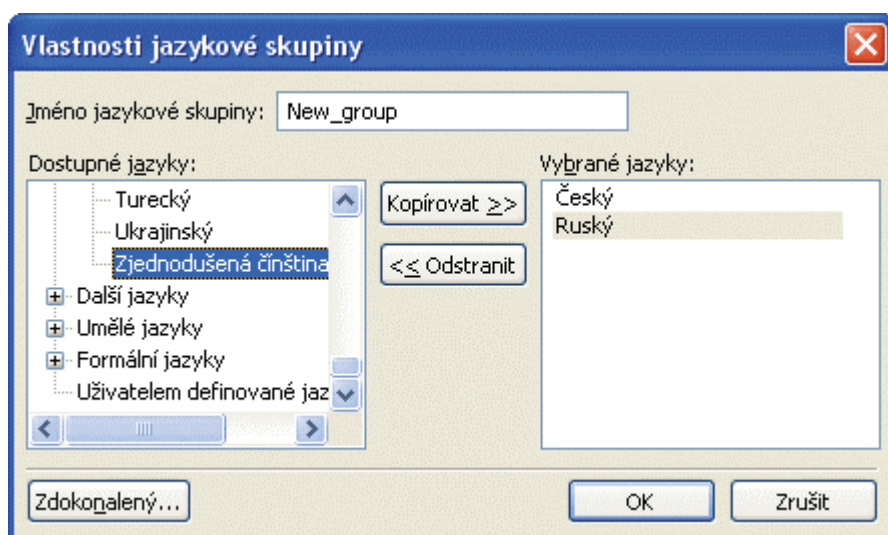 Vlastnosti jazykové skupiny
Jméno jazykové skupiny: New_group
Dostupné jazyky:
Turecký
Ukrajinský
Zjednodušená čínština
Další jazyky
Umělé jazyky
Formální jazyky
Uživatelem definované jaz
Kopírovat >>
<< Odstranit
Vybrané jazyky:
Český
Ruský
Zdokonalený...
OK
Zrušit